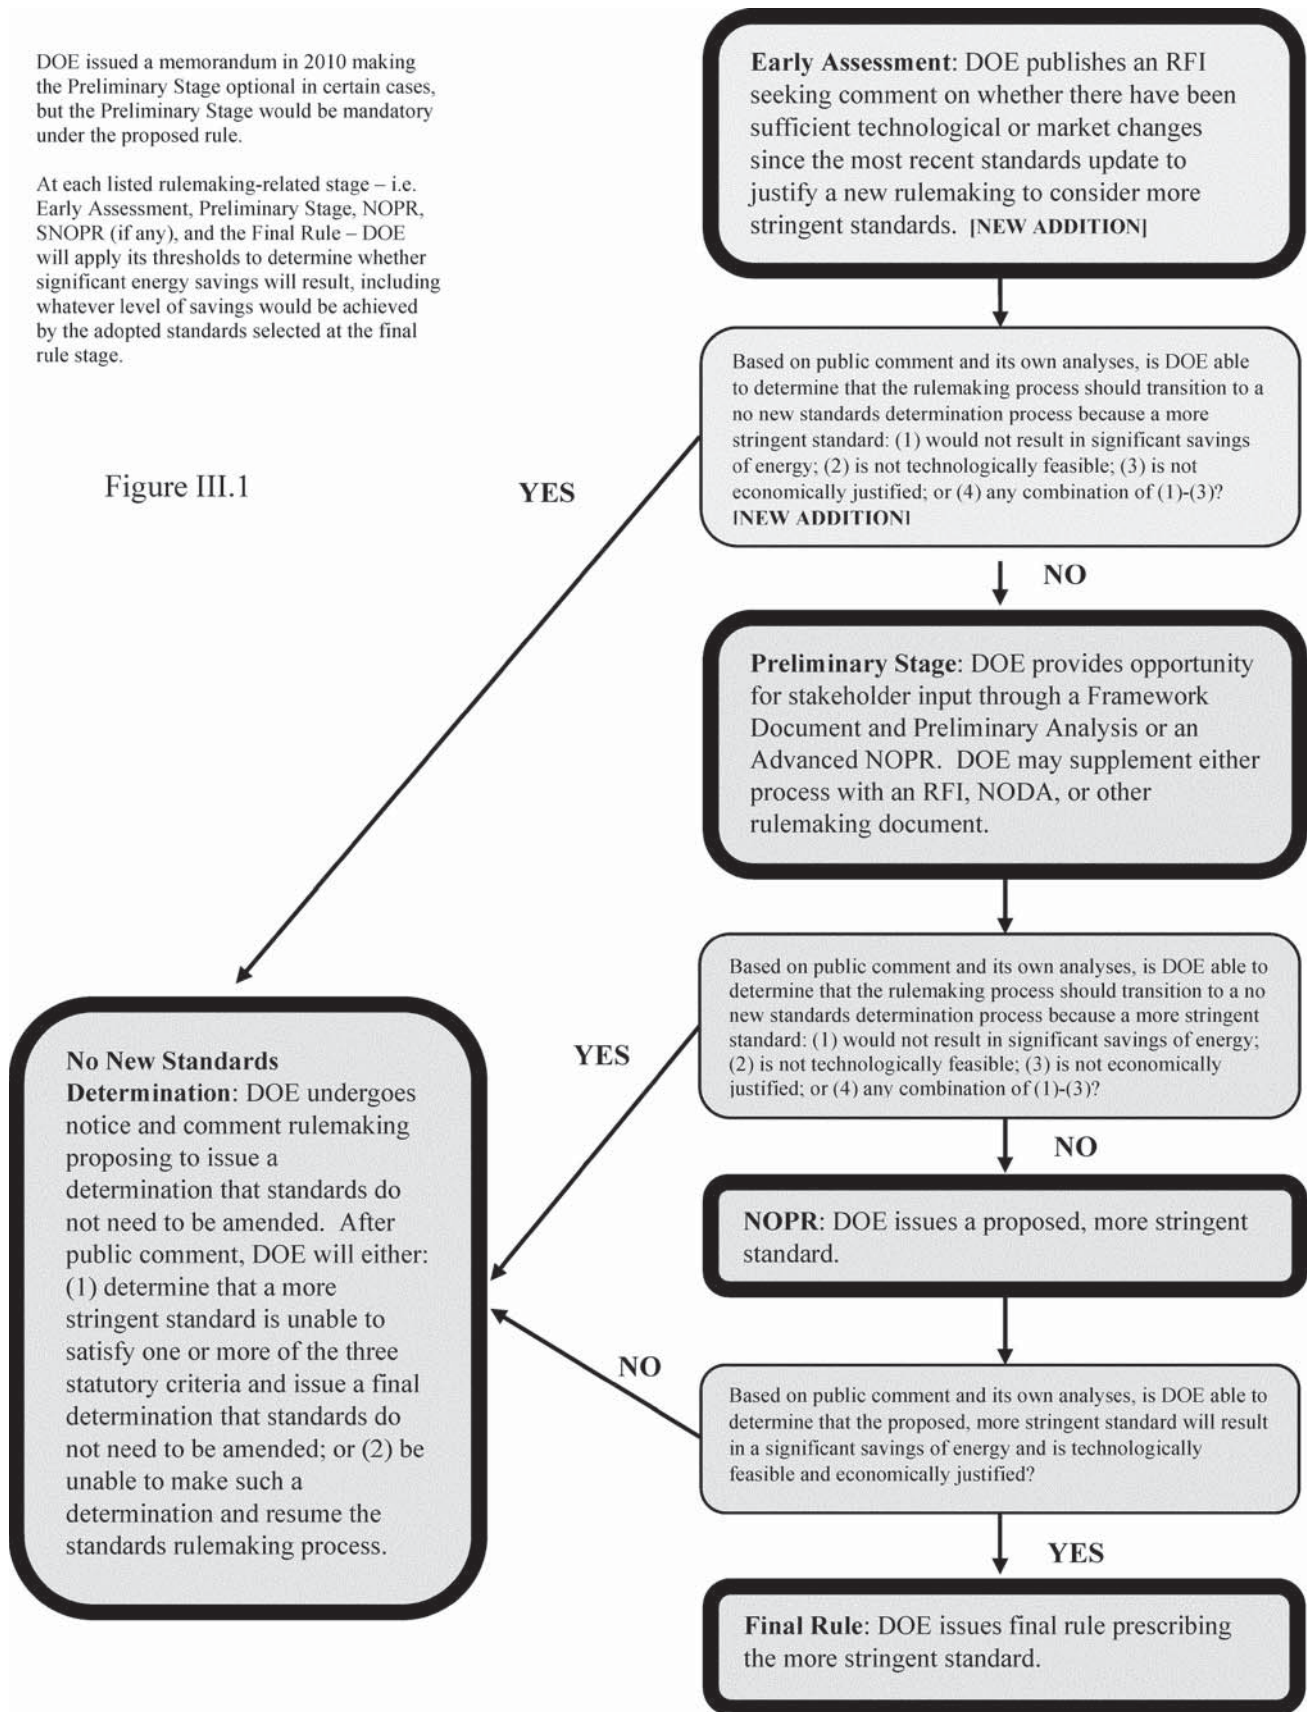 DOE issued a memorandum in 2010 making
the Preliminary Stage optional in certain cases,
but the Preliminary Stage would be mandatory
under the proposed rule.
At each listed rulemaking-related stage – i.e.
Early Assessment, Preliminary Stage, NOPR,
SNOPR (if any), and the Final Rule – DOE
will apply its thresholds to determine whether
significant energy savings will result, including
whatever level of savings would be achieved
by the adopted standards selected at the final
rule stage.
Figure III.1
Early Assessment: DOE publishes an RFI
seeking comment on whether there have been
sufficient technological or market changes
since the most recent standards update to
justify a new rulemaking to consider more
stringent standards. [NEW ADDITION]
Based on public comment and its own analyses, is DOE able
to determine that the rulemaking process should transition to a
no new standards determination process because a more
stringent standard: (1) would not result in significant savings
of energy; (2) is not technologically feasible; (3) is not
economically justified; or (4) any combination of (1)-(3)?
[NEW ADDITION]
YES
NO
Preliminary Stage: DOE provides opportunity
for stakeholder input through a Framework
Document and Preliminary Analysis or an
Advanced NOPR. DOE may supplement either
process with an RFI, NODA, or other
rulemaking document.
Based on public comment and its own analyses, is DOE able to
determine that the rulemaking process should transition to a no
new standards determination process because a more stringent
standard: (1) would not result in significant savings of energy;
(2) is not technologically feasible; (3) is not economically
justified; or (4) any combination of (1)-(3)?
YES
NO
No New Standards
Determination: DOE undergoes
notice and comment rulemaking
proposing to issue a
determination that standards do
not need to be amended. After
public comment, DOE will either:
(1) determine that a more
stringent standard is unable to
satisfy one or more of the three
statutory criteria and issue a final
determination that standards do
not need to be amended; or (2) be
unable to make such a
determination and resume the
standards rulemaking process.
NOPR: DOE issues a proposed, more stringent
standard.
NO
Based on public comment and its own analyses, is DOE able to
determine that the proposed, more stringent standard will result
in a significant savings of energy and is technologically
feasible and economically justified?
YES
Final Rule: DOE issues final rule prescribing
the more stringent standard.